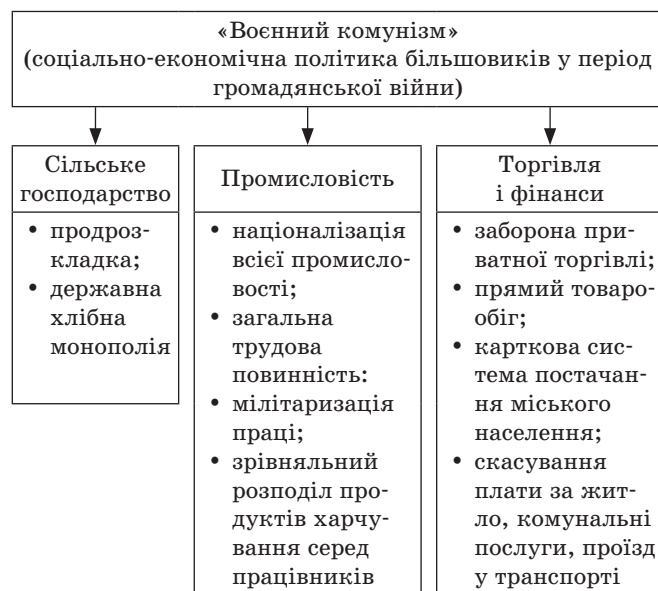 «Воєнний комунізм»
(соціально-економічна політика більшовиків у період
громадянської війни)
Сільське
господарство
• продроз-
кладка;
• державна
хлібна
монополія
Промисловість
• націоналізація
всієї промисло-
вості;
• загальна
трудова
повинність:
• мілітаризація
праці;
• зрівняльний
розподіл про-
дуктів харчу-
вання серед
працівників
Торгівля
і фінанси
• заборона при-
ватної торгівлі;
• прямий товаро-
обіг;
• карткова сис-
тема постачан-
ня міського
населення;
• скасування
плати за жит-
ло, комунальні
послуги, проїзд
у транспорті